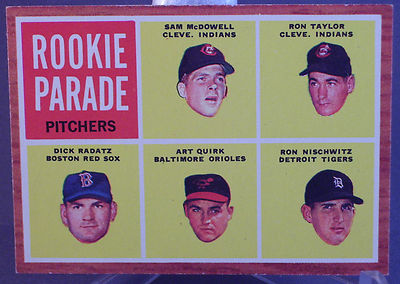 ROOKIE
PARADE
PITCHERS
SAM McDOWELL
CLEVE. INDIANS
RON TAYLOR
CLEVE. INDIANS
DICK RADATZ
BOSTON RED SOX
B
ART QUIRK
BALTIMORE ORIOLES
RON NISCHWITZ
DETROIT TIGERS
D